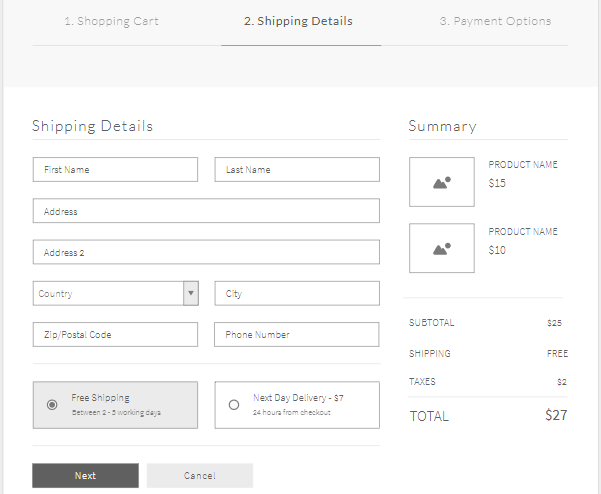 1. Shopping Cart
2. Shipping Details
3. Payment Options
Shipping Details
First Name
Last Name
Address
Address 2
Country
City
Zip/Postal Code
Phone Number
Free Shipping
Between 2 - 5 working days
Next Day Delivery - $7
24 hours from checkout
Next
Cancel
Summary
PRODUCT NAME
$15
PRODUCT NAME
$10
SUBTOTAL $25
SHIPPING FREE
TAXES $2
TOTAL $27